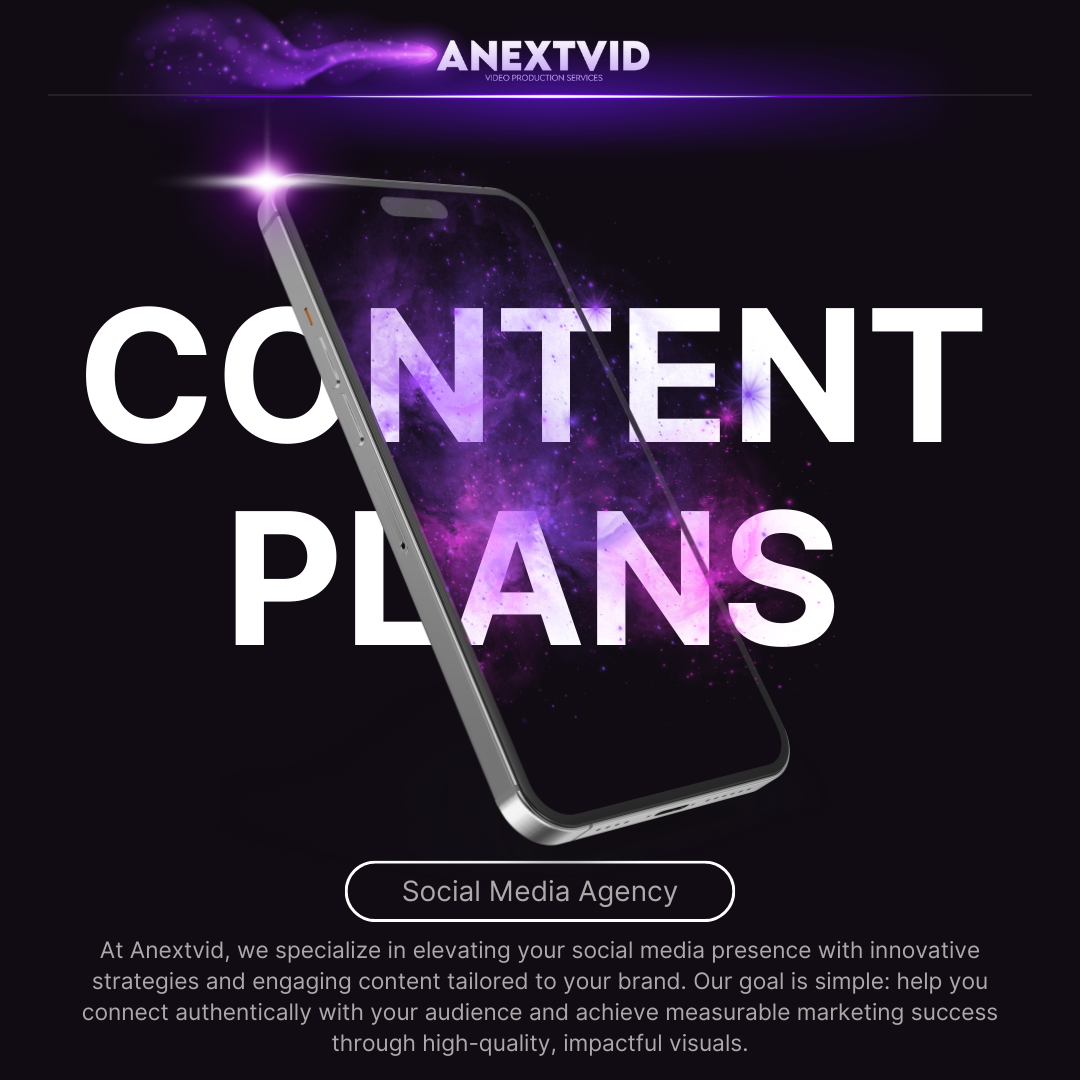 ANEXTVID
VIDEO PRODUCTION SERVICES
CONTENT
PLANS
Social Media Agency
At Anextvid, we specialize in elevating your social media presence with innovative
strategies and engaging content tailored to your brand. Our goal is simple: help you
connect authentically with your audience and achieve measurable marketing success
through high-quality, impactful visuals.